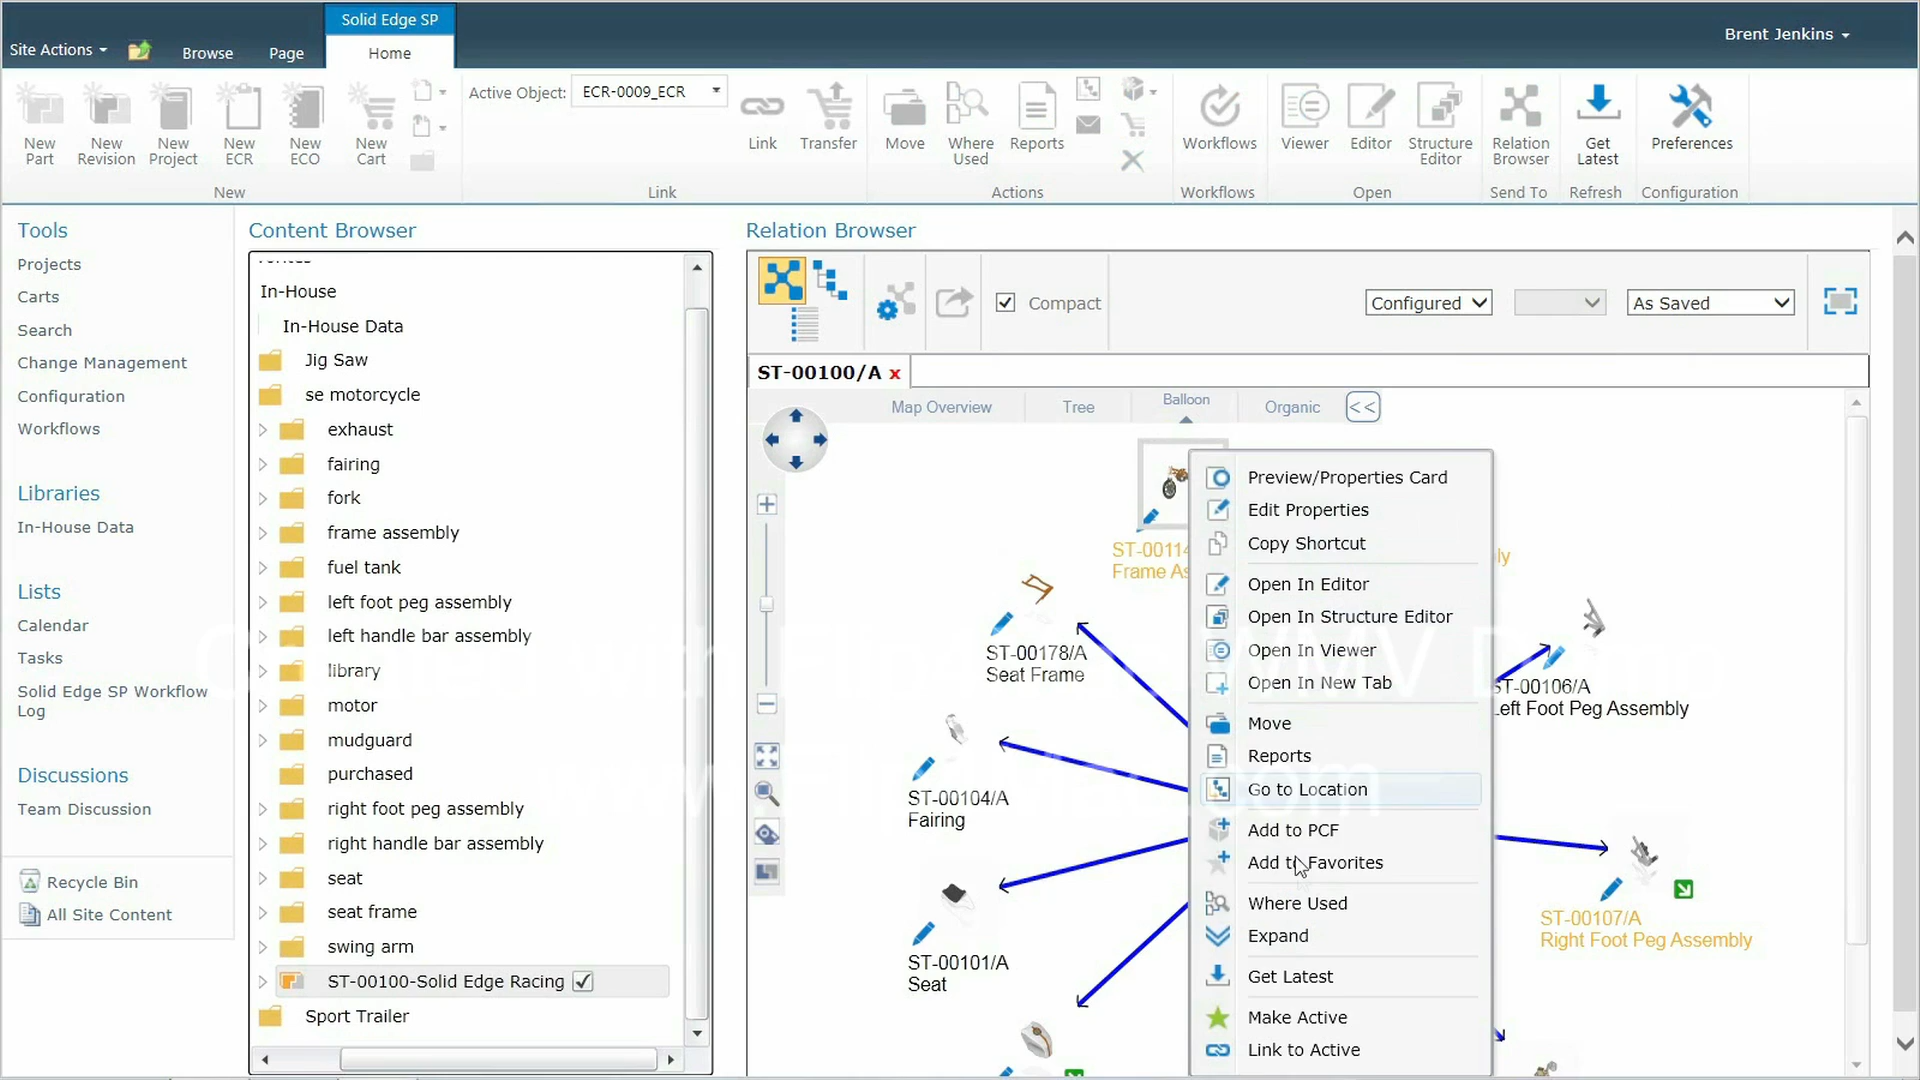 Solid Edge SP
Site Actions
Browse
Page
Home
Brent Jenkins
New Part
New Revision
New Project
New ECR
New ECO
New Cart
Active Object:
ECR-0009_ECR
Link
Transfer
Move
Where Used
Reports
Workflows
Viewer
Editor
Structure Editor
Relation Browser
Get Latest
Preferences
New
Link
Actions
Workflows
Open
Send To
Refresh
Configuration
Tools
Projects
Carts
Search
Change Management
Configuration
Workflows
Libraries
In-House Data
Lists
Calendar
Tasks
Solid Edge SP Workflow
Log
Discussions
Team Discussion
Recycle Bin
All Site Content
Content Browser
In-House
In-House Data
Jig Saw
se motorcycle
exhaust
fairing
fork
frame assembly
fuel tank
left foot peg assembly
left handle bar assembly
library
motor
mudguard
purchased
right foot peg assembly
right handle bar assembly
seat
seat frame
swing arm
ST-00100-Solid Edge Racing
Sport Trailer
Relation Browser
Compact
Configured
As Saved
ST-00100/A x
Map Overview
Tree
Balloon
Organic
<<
ST-00114
Frame As
ly
ST-00178/A
Seat Frame
ST-00104/A
Fairing
ST-00101/A
Seat
ST-00106/A
Left Foot Peg Assembly
ST-00107/A
Right Foot Peg Assembly
Preview/Properties Card
Edit Properties
Copy Shortcut
Open In Editor
Open In Structure Editor
Open In Viewer
Open In New Tab
Move
Reports
Go to Location
Add to PCF
Add to Favorites
Where Used
Expand
Get Latest
Make Active
Link to Active